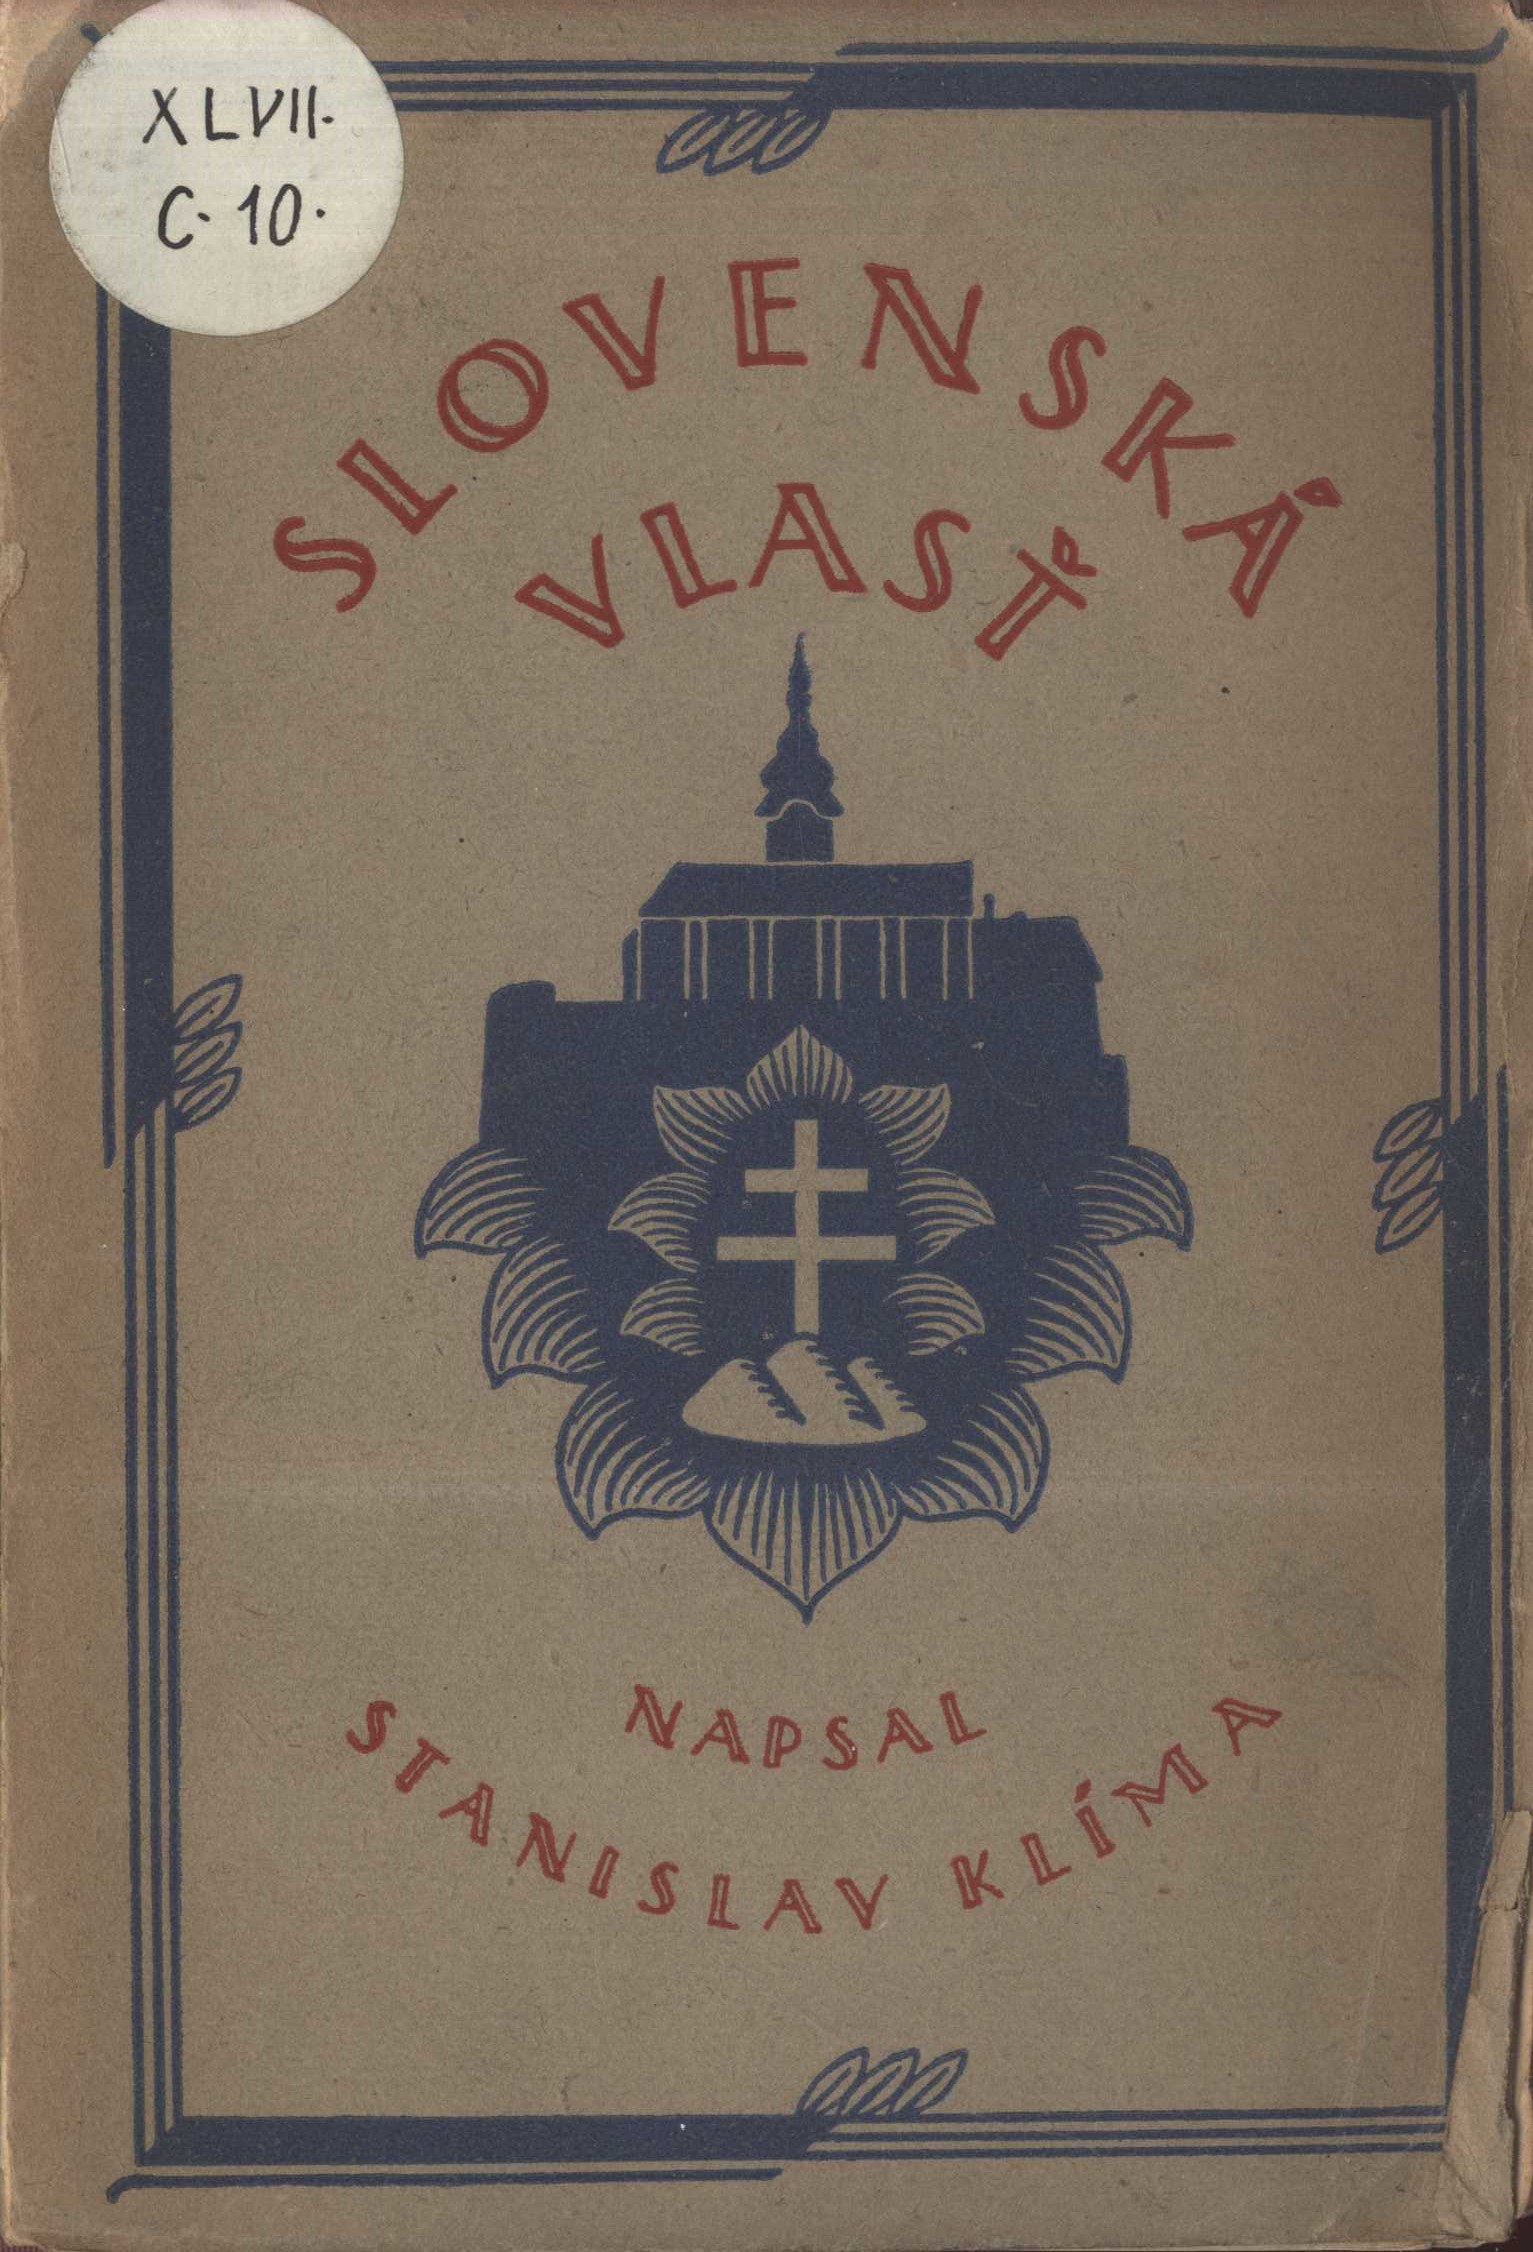 XLVII.
C. 10.
SLOVENSKÁ
VLASŤ
NAPSAL
STANISLAV KLÍMA